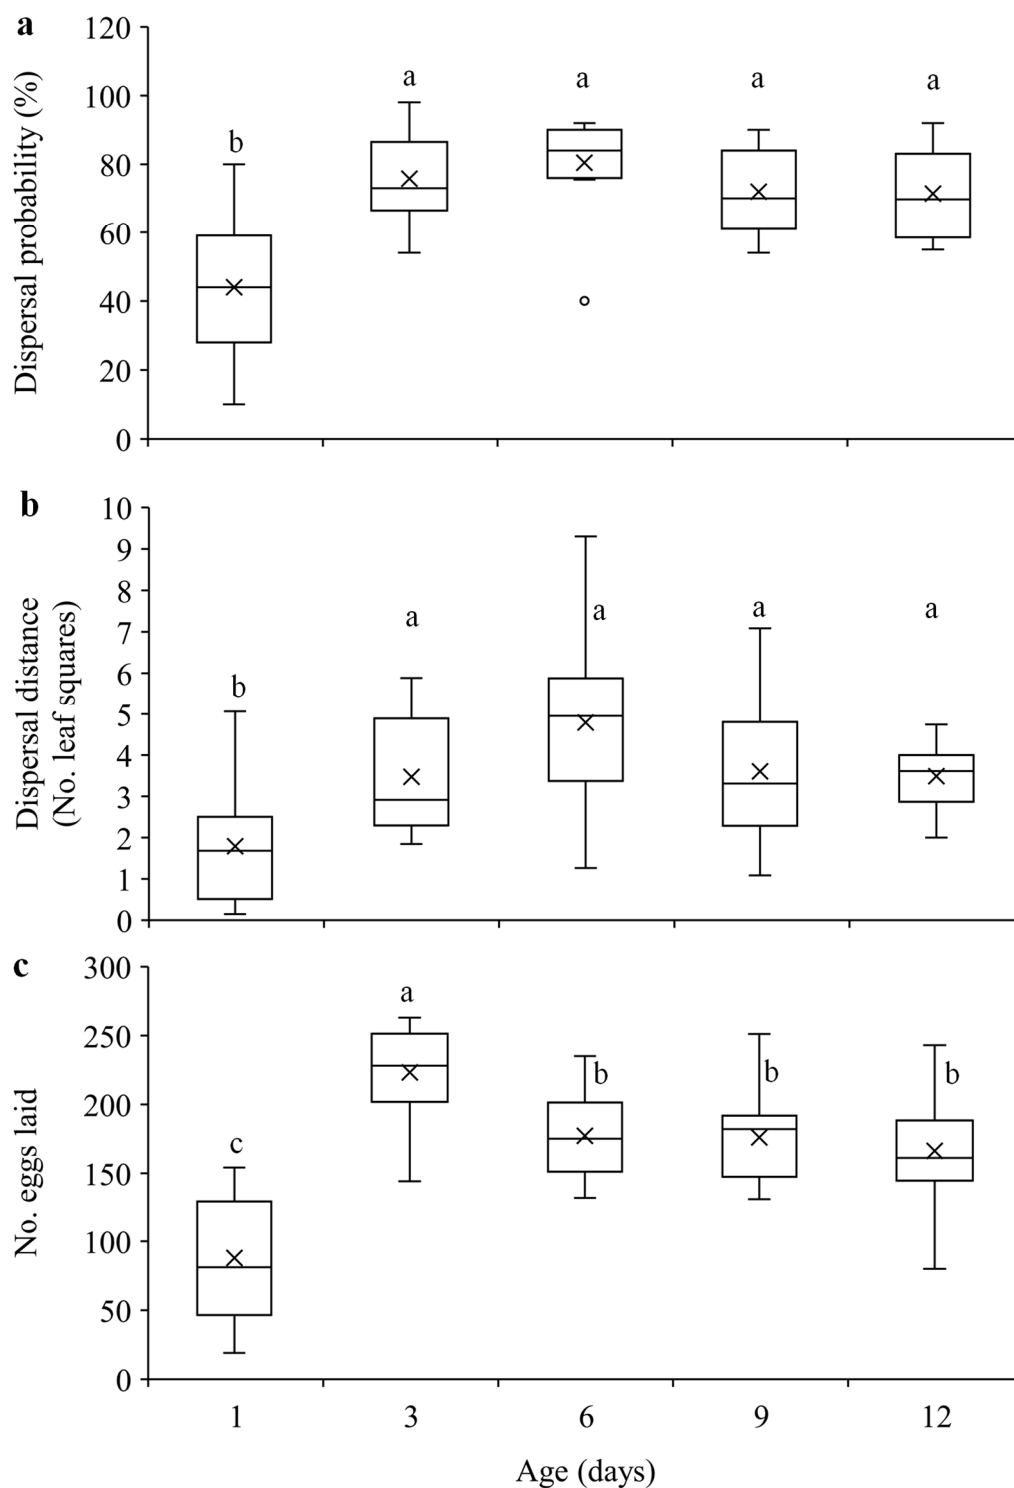 a
Dispersal probability (%)
120
100
80
60
40
20
0
b
a
a
a
a
b
Dispersal distance
(No. leaf squares)
10
9
8
7
6
5
4
3
2
1
0
b
a
a
a
a
c
No. eggs laid
300
250
200
150
100
50
0
c
a
b
b
b
1 3 6 9 12
Age (days)